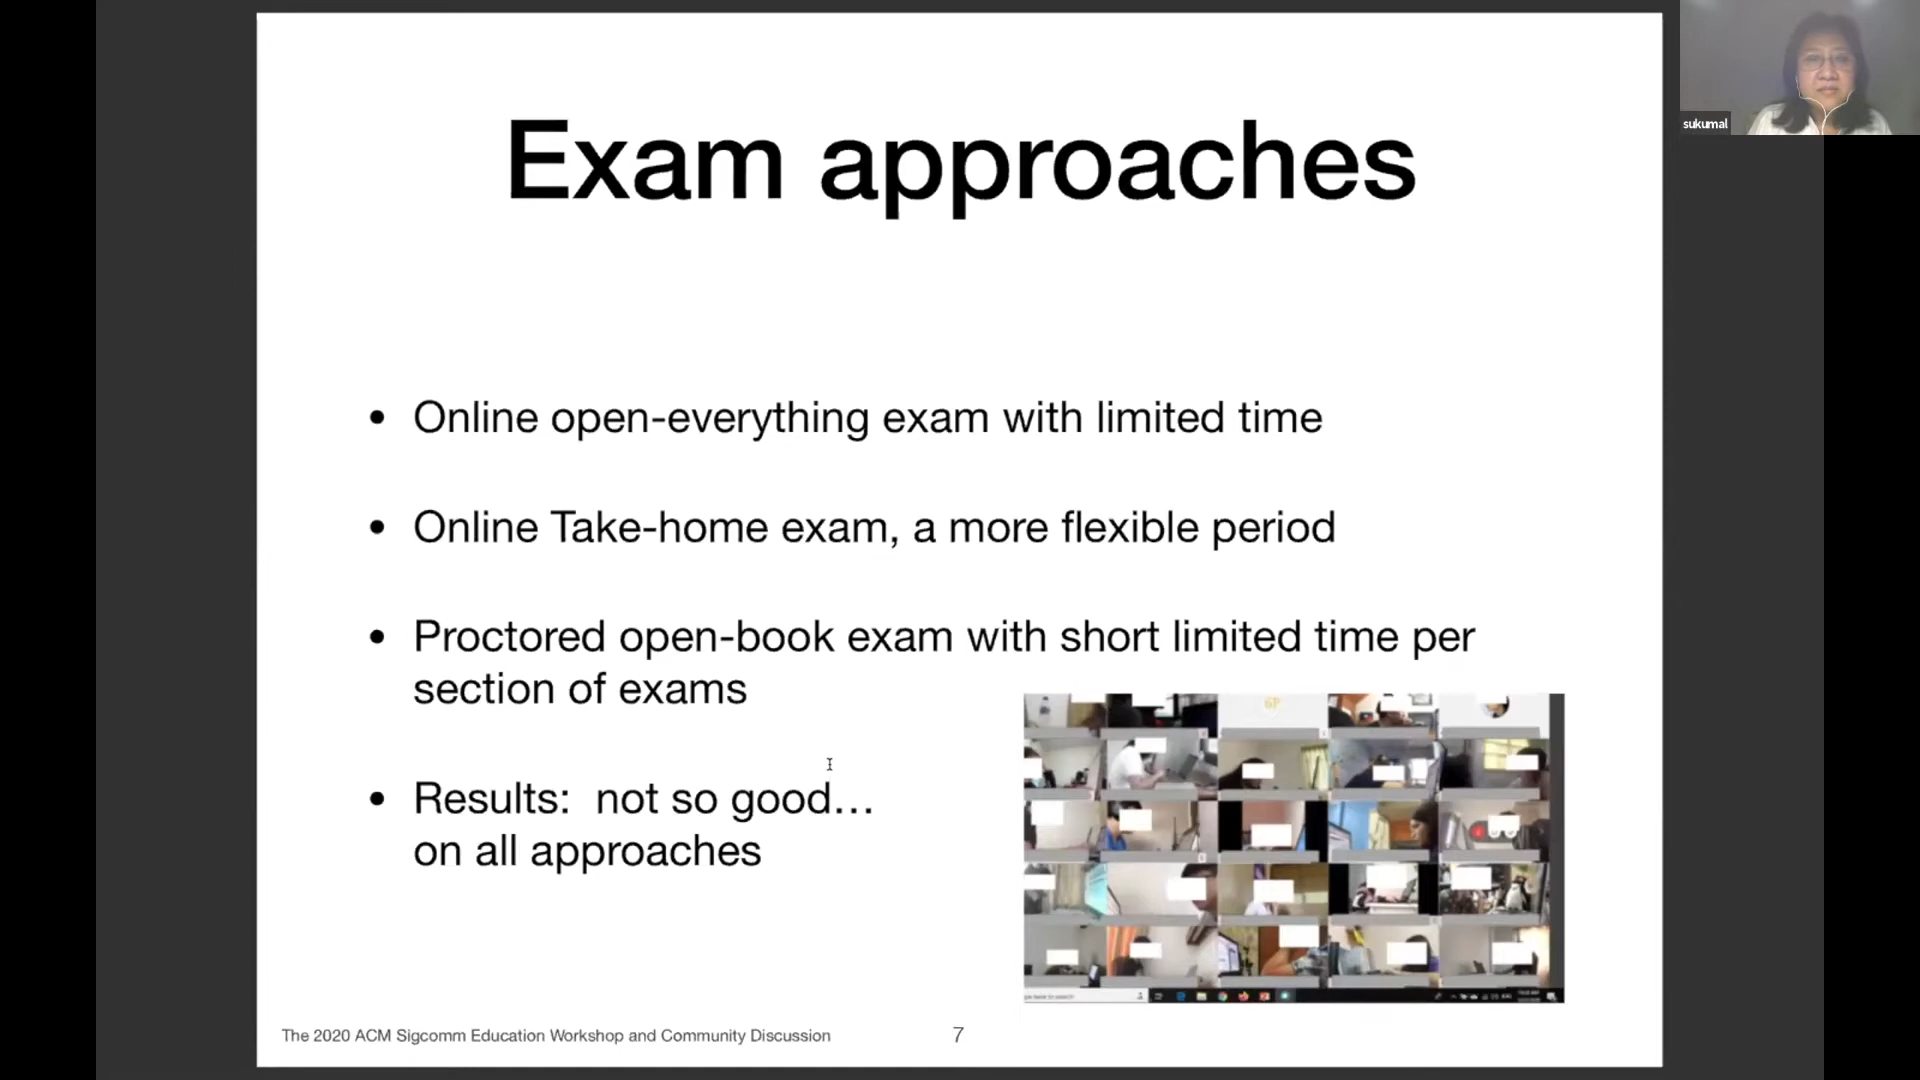 sukumal
Exam approaches
• Online open-everything exam with limited time
• Online Take-home exam, a more flexible period
• Proctored open-book exam with short limited time per
section of exams
• Results:  not so good...
on all approaches
The 2020 ACM Sigcomm Education Workshop and Community Discussion
7